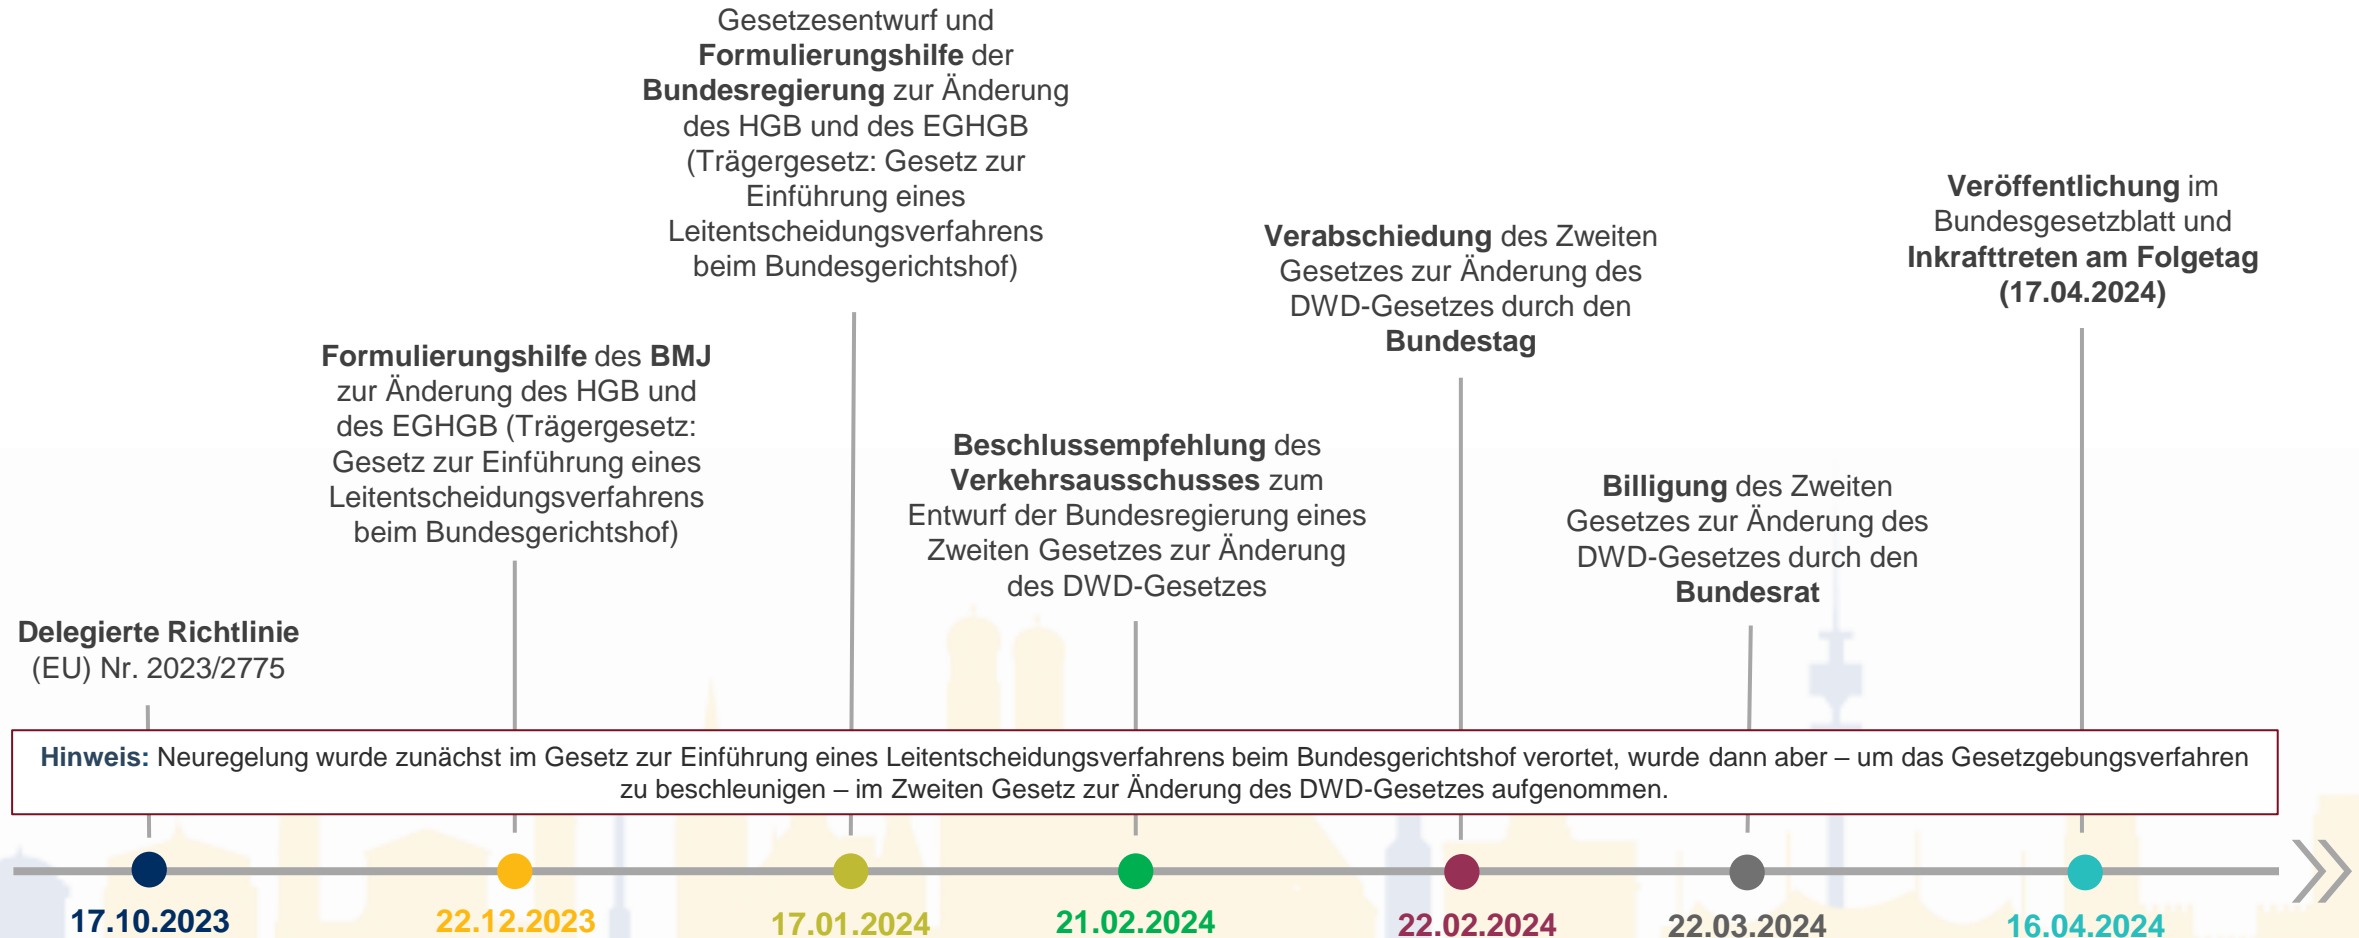 Gesetzesentwurf und
Formulierungshilfe der
Bundesregierung zur Änderung
des HGB und des EGHGB
(Trägergesetz: Gesetz zur
Einführung eines
Leitentscheidungsverfahrens
beim Bundesgerichtshof)
Veröffentlichung im
Bundesgesetzblatt und
Inkrafttreten am Folgetag
(17.04.2024)
Verabschiedung des Zweiten
Gesetzes zur Änderung des
DWD-Gesetzes durch den
Bundestag
Formulierungshilfe des BMJ
zur Änderung des HGB und
des EGHGB (Trägergesetz:
Gesetz zur Einführung eines
Leitentscheidungsverfahrens
beim Bundesgerichtshof)
Beschlussempfehlung des
Verkehrsausschusses zum
Entwurf der Bundesregierung eines
Zweiten Gesetzes zur Änderung
des DWD-Gesetzes
Billigung des Zweiten
Gesetzes zur Änderung des
DWD-Gesetzes durch den
Bundesrat
Delegierte Richtlinie
(EU) Nr. 2023/2775
Hinweis: Neuregelung wurde zunächst im Gesetz zur Einführung eines Leitentscheidungsverfahrens beim Bundesgerichtshof verortet, wurde dann aber – um das Gesetzgebungsverfahren
zu beschleunigen – im Zweiten Gesetz zur Änderung des DWD-Gesetzes aufgenommen.
17.10.2023
22.12.2023
17.01.2024
21.02.2024
22.02.2024
22.03.2024
16.04.2024